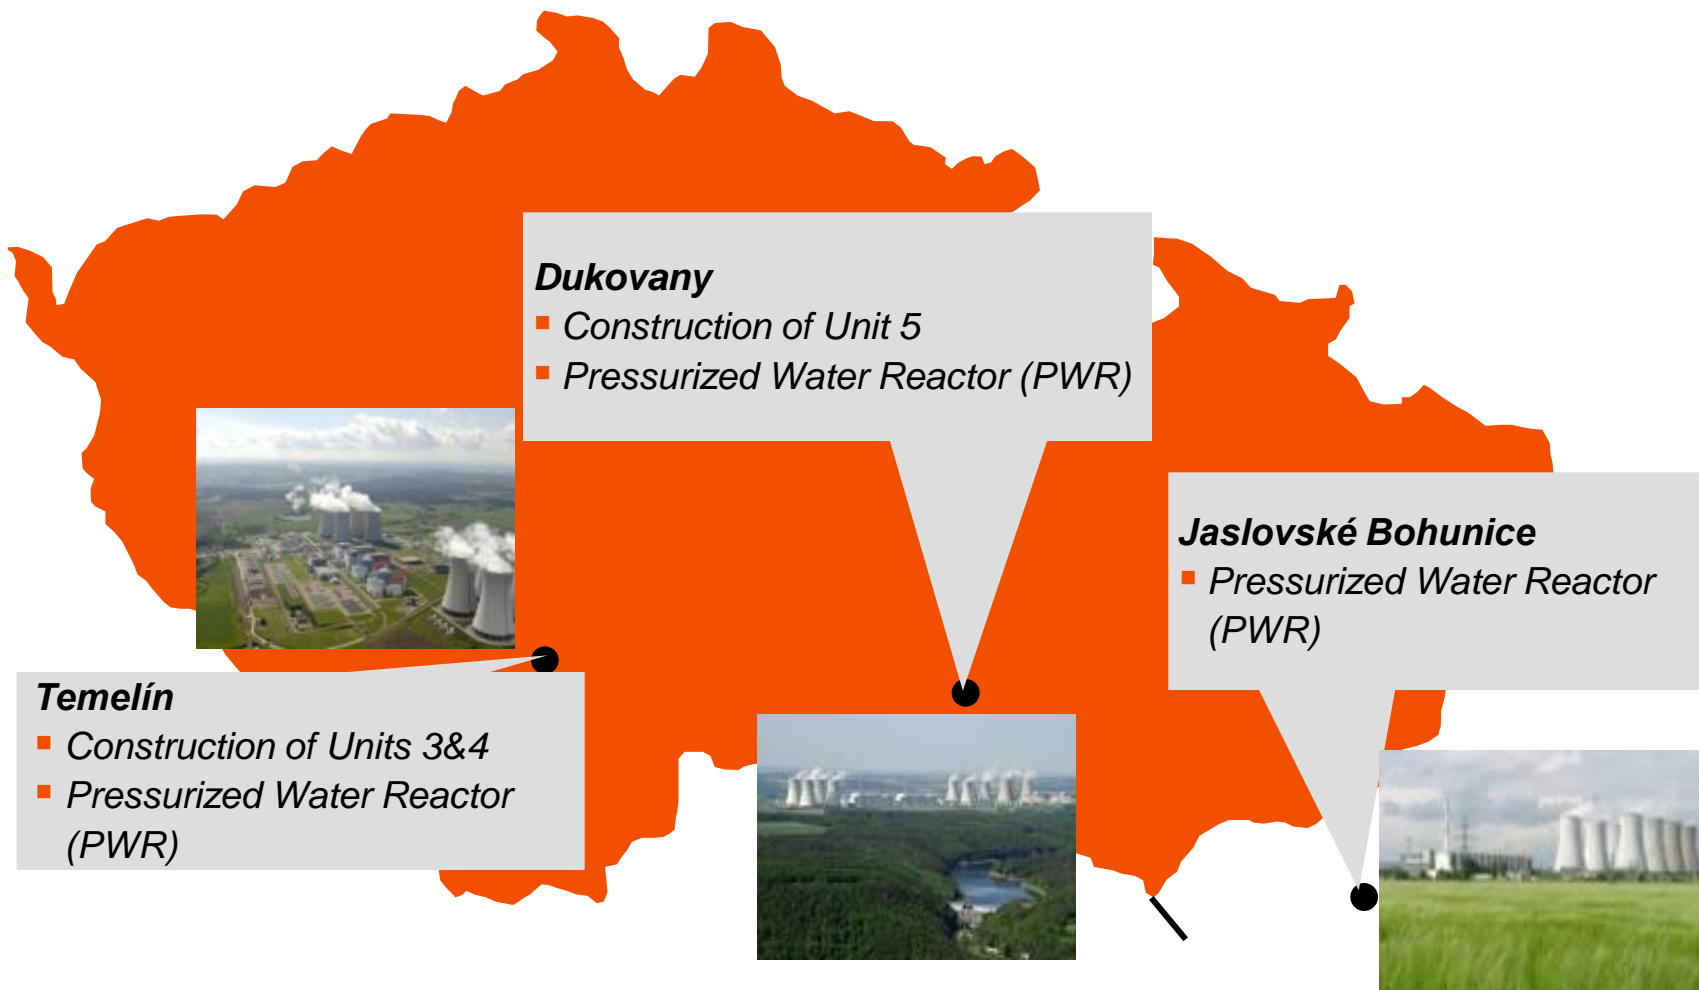 Dukovany
▪ Construction of Unit 5
▪ Pressurized Water Reactor (PWR)
Jaslovské Bohunice
▪ Pressurized Water Reactor
(PWR)
Temelín
▪ Construction of Units 3&4
▪ Pressurized Water Reactor
(PWR)